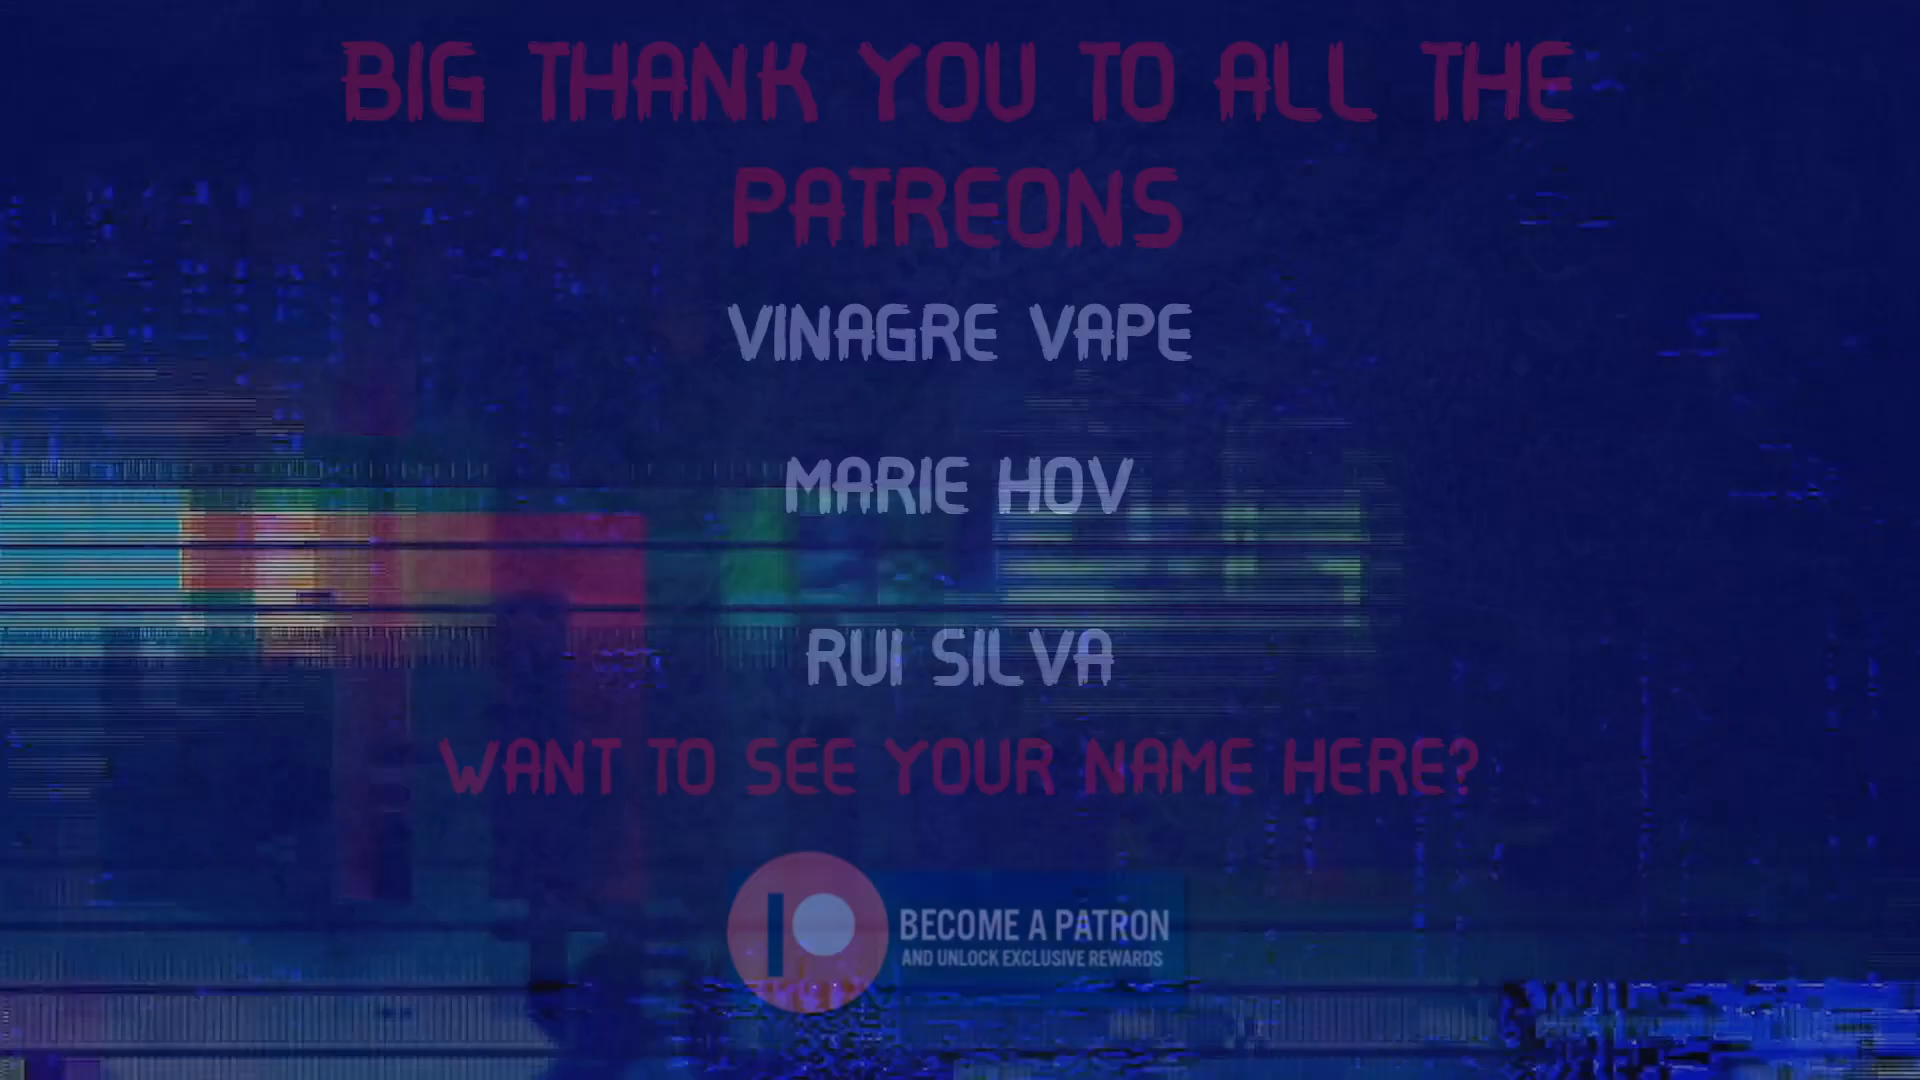 BIG THANK YOU TO ALL THE
PATREONS
VINAGRE VAPE
MARIE HOV
RUI SILVA
WANT TO SEE YOUR NAME HERE?
BECOME A PATRON
AND UNLOCK EXCLUSIVE REWARDS